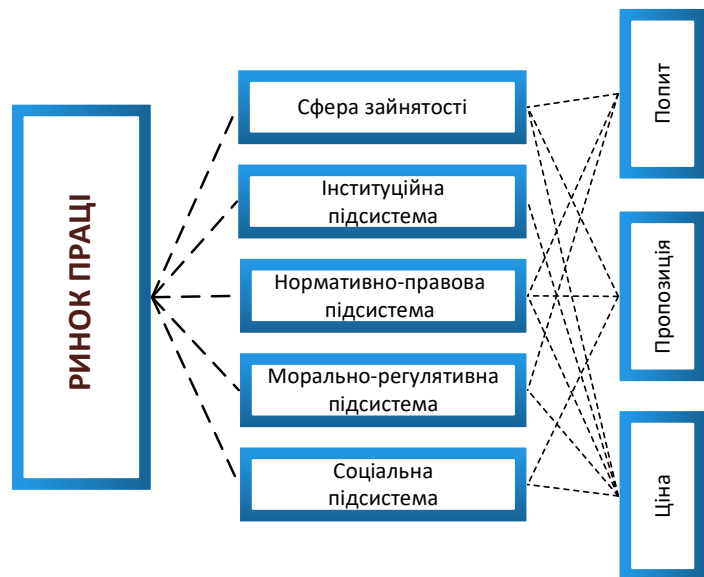 РИНОК ПРАЦІ
Сфера зайнятості
Інституційна
підсистема
Нормативно-правова
підсистема
Морально-регулятивна
підсистема
Соціальна
підсистема
Попит
Пропозиція
Ціна